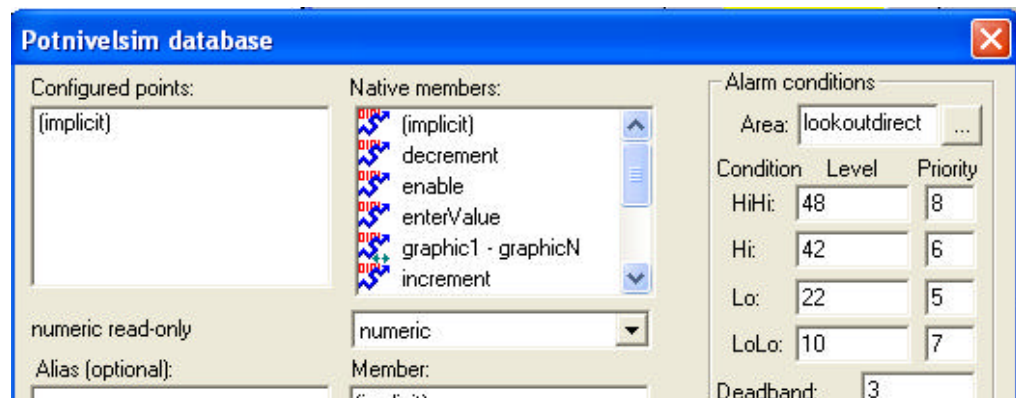 Potnivelsim database
Configured points:
(implicit)
Native members:
(implicit)
decrement
enable
enterValue
graphic1 - graphicN
increment
numeric read-only
numeric
Alias (optional):
Member:
(implicit)
Alarm conditions
Area: lookoutdirect ...
Condition Level Priority
HiHi: 48 8
Hi: 42 6
Lo: 22 5
LoLo: 10 7
Deadband: 3